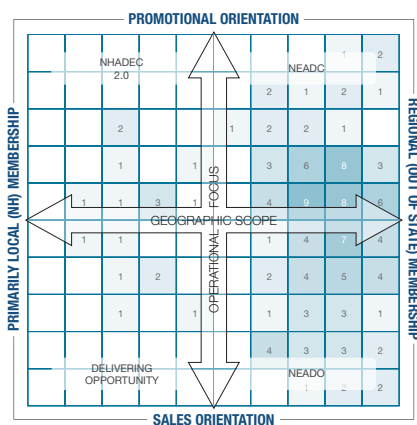 PROMOTIONAL ORIENTATION
1 2
NHADEC
2.0
NEADC
2 1 2 1
2 1 2 2 1
1 1 3 6 8 3
1 1 3 1 4 9 8 6
GEOGRAPHIC SCOPE
OPERATIONAL FOCUS
PRIMARILY LOCAL (NH) MEMBERSHIP
REGIONAL (OUT OF STATE) MEMBERSHIP
1 1 1 4 7 4
1 2 2 4 5 4
1 1 1 3 3 1
4 3 3 2
DELIVERING
OPPORTUNITY
NEADO
1 2 2
SALES ORIENTATION